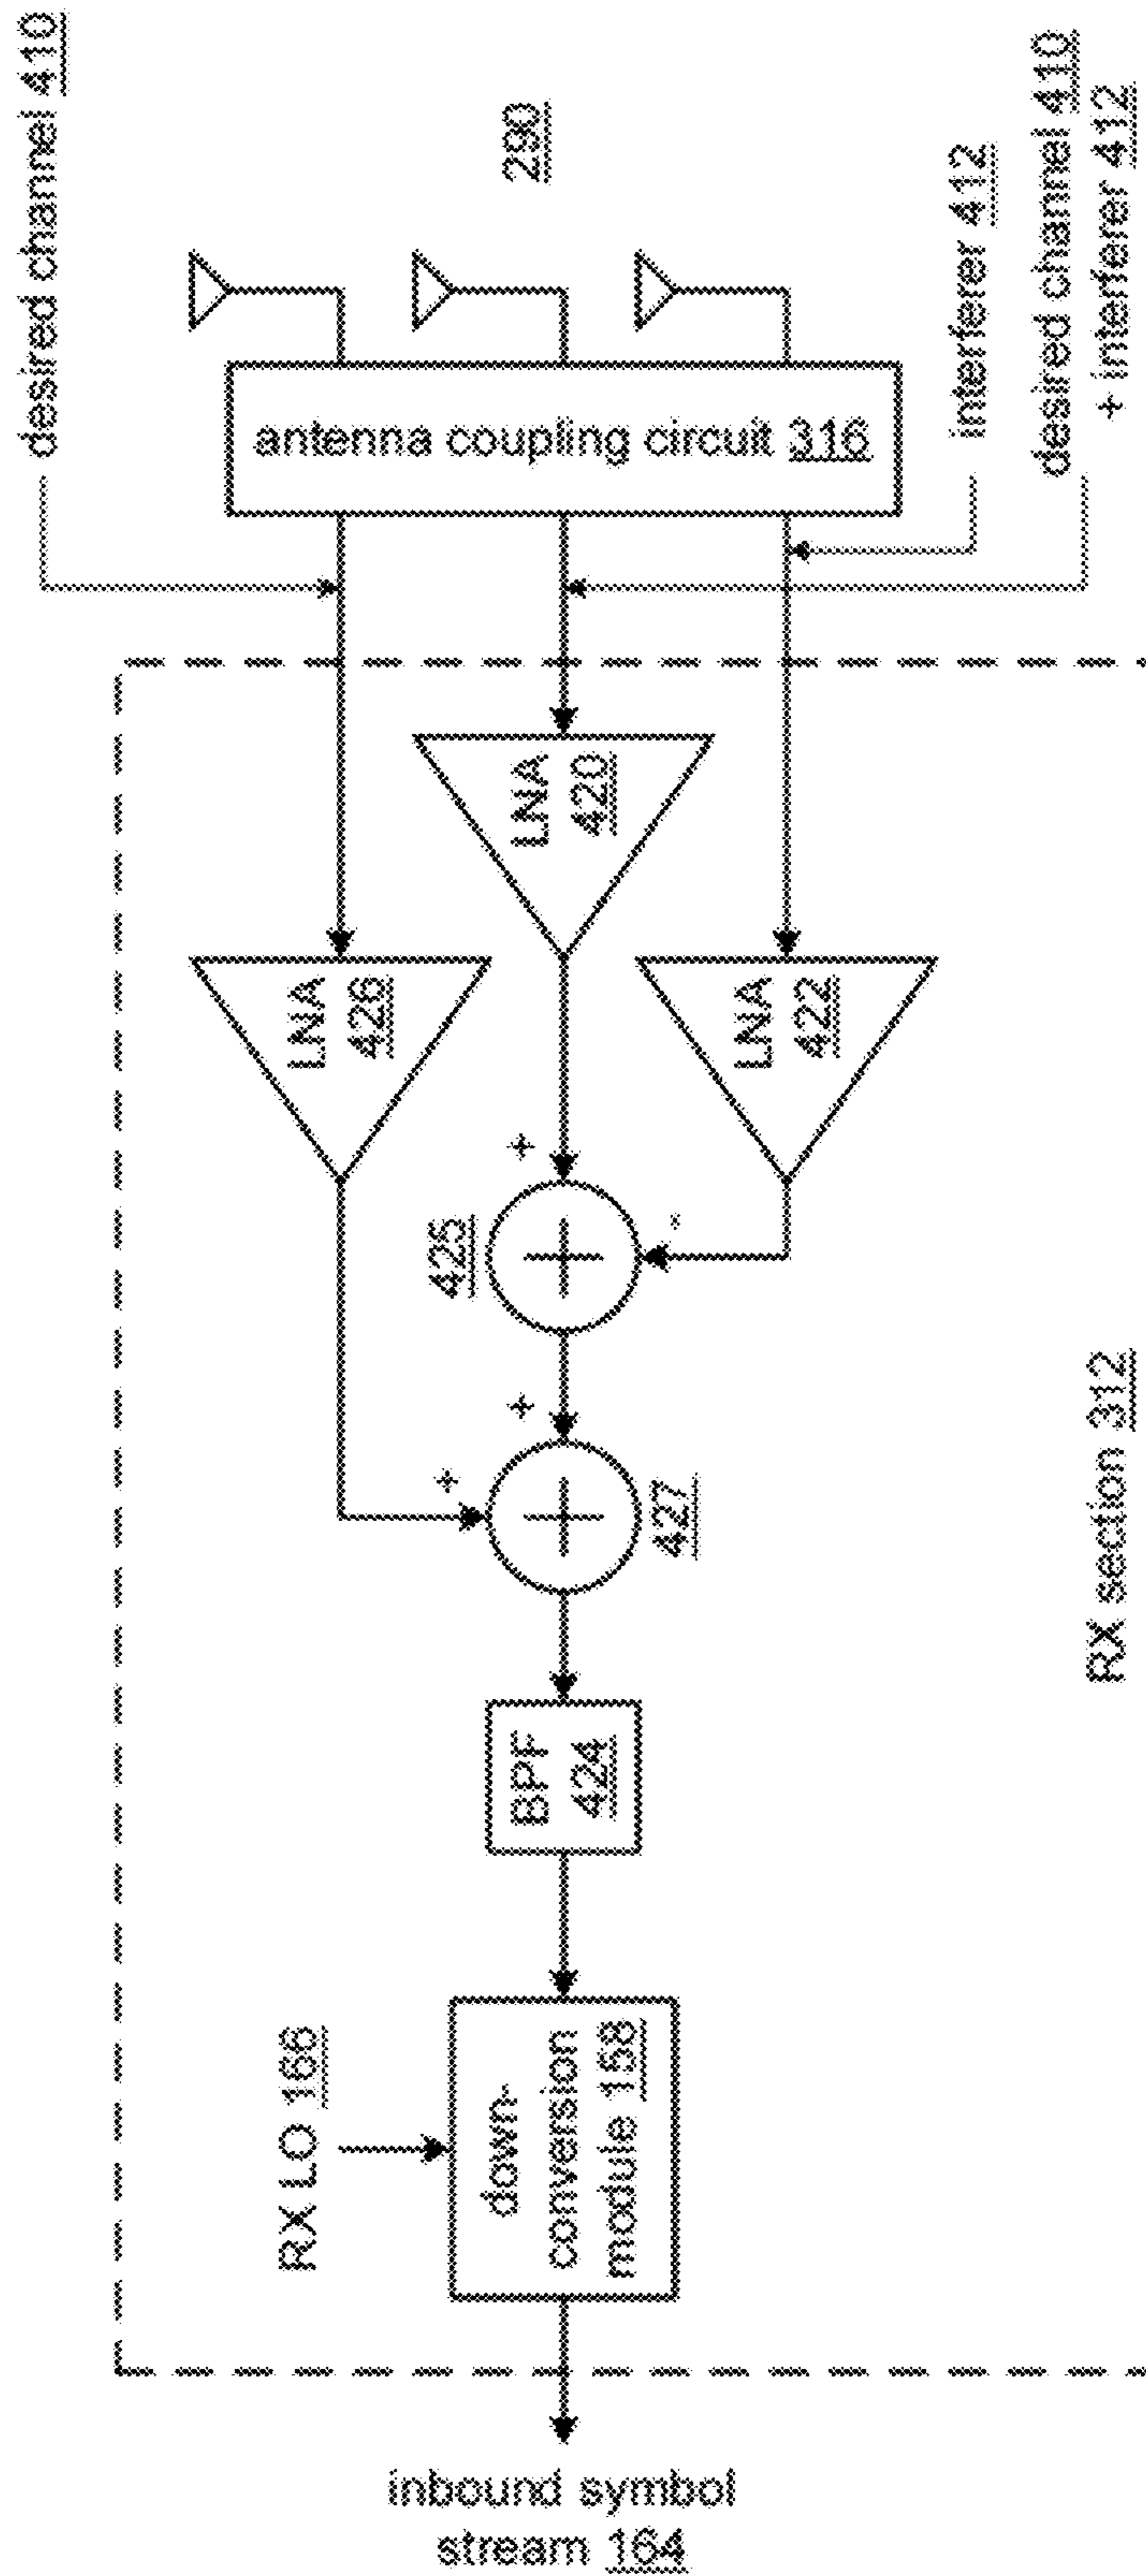 desired channel 410
290
antenna coupling circuit 316
interferer 412
desired channel 410
+ interferer 412
LNA
426
LNA
420
LNA
422
425
+
-
427
+
+
BPF
424
RX LO 166
down-
conversion
module 158
RX section 312
inbound symbol
stream 164